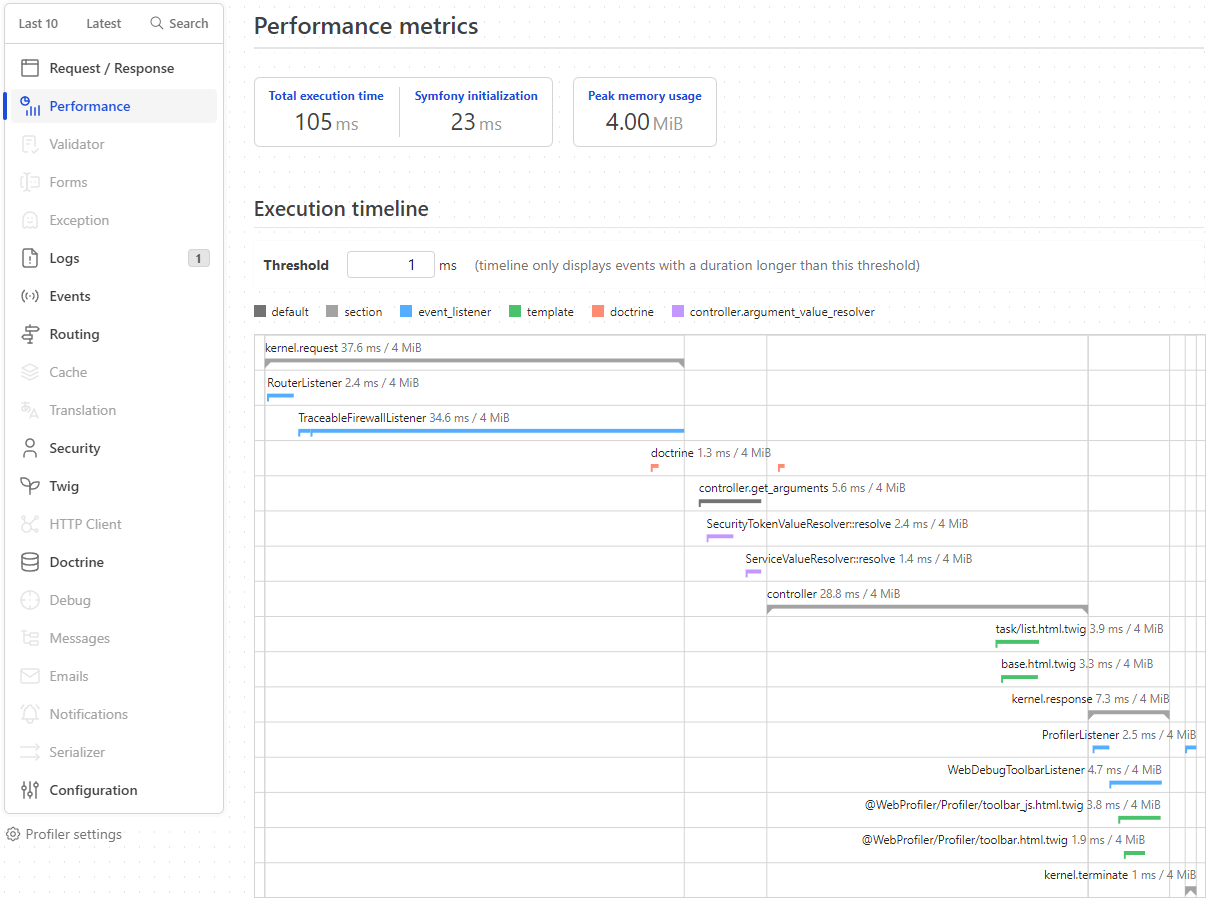 Last 10 Latest Search
Request / Response
Performance
Validator
Forms
Exception
Logs 1
Events
Routing
Cache
Translation
Security
Twig
HTTP Client
Doctrine
Debug
Messages
Emails
Notifications
Serializer
Configuration
Profiler settings
Performance metrics
Total execution time
105 ms
Symfony initialization
23 ms
Peak memory usage
4.00 MiB
Execution timeline
Threshold 1 ms (timeline only displays events with a duration longer than this threshold)
default section event_listener template doctrine controller.argument_value_resolver
kernel.request 37.6 ms / 4 MiB
RouterListener 2.4 ms / 4 MiB
TraceableFirewallListener 34.6 ms / 4 MiB
doctrine 1.3 ms / 4 MiB
controller.get_arguments 5.6 ms / 4 MiB
SecurityTokenValueResolver::resolve 2.4 ms / 4 MiB
ServiceValueResolver::resolve 1.4 ms / 4 MiB
controller 28.8 ms / 4 MiB
task/list.html.twig 3.9 ms / 4 MiB
base.html.twig 3.3 ms / 4 MiB
kernel.response 7.3 ms / 4 MiB
ProfilerListener 2.5 ms / 4 MiB
WebDebugToolbarListener 4.7 ms / 4 MiB
@WebProfiler/Profiler/toolbar_js.html.twig 3.8 ms / 4 MiB
@WebProfiler/Profiler/toolbar.html.twig 1.9 ms / 4 MiB
kernel.terminate 1 ms / 4 MiB